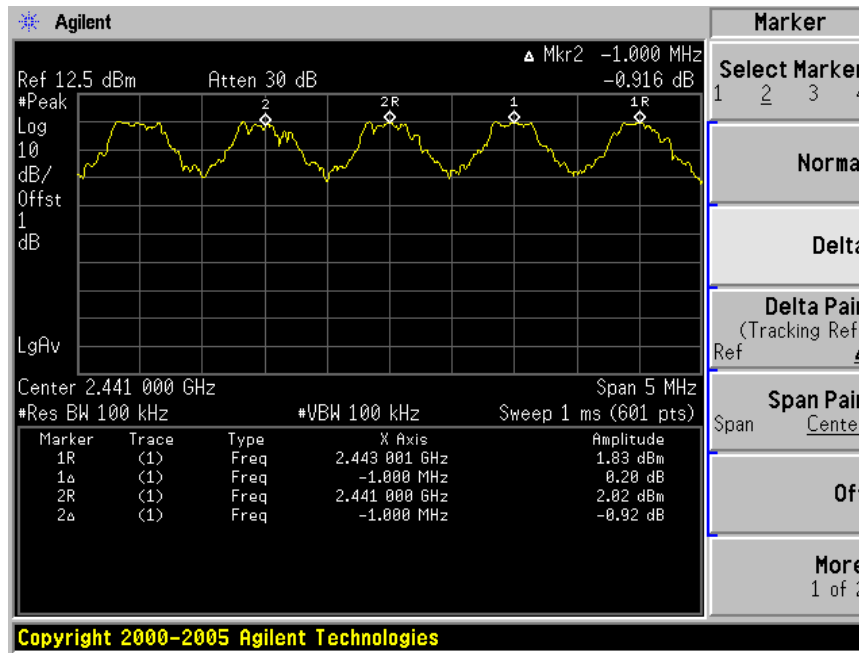 Agilent
Marker
Δ Mkr2 -1.000 MHz
Ref 12.5 dBm Atten 30 dB -0.916 dB
#Peak
Log
10
dB/
Offst
1
dB
LgAv
2 2R 1 1R
Center 2.441 000 GHz Span 5 MHz
#Res BW 100 kHz #VBW 100 kHz Sweep 1 ms (601 pts)
Marker Trace Type X Axis Amplitude
1R (1) Freq 2.443 001 GHz 1.83 dBm
1Δ (1) Freq -1.000 MHz 0.20 dB
2R (1) Freq 2.441 000 GHz 2.02 dBm
2Δ (1) Freq -1.000 MHz -0.92 dB
Select Marker
1 2 3 4
Norma
Delta
Delta Pair
(Tracking Ref
Ref Δ
Span Pair
Span Cente
Of
More
1 of 2
Copyright 2000-2005 Agilent Technologies